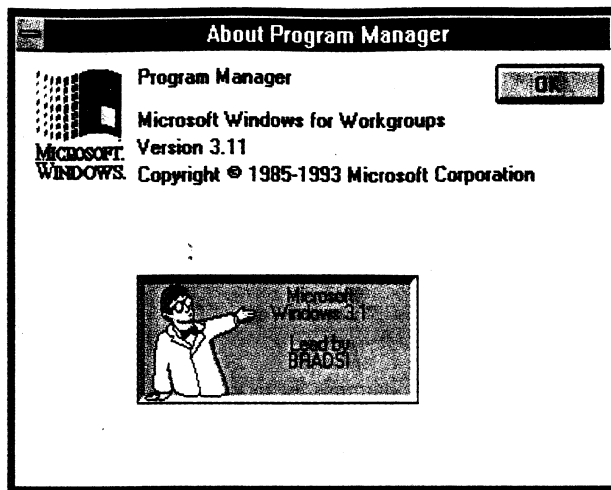 About Program Manager
Program Manager
OK
Microsoft Windows for Workgroups
MICROSOFT.
Version 3.11
WINDOWS.
Copyright © 1985-1993 Microsoft Corporation
Microsoft
Windows 3.1
Lead by
BRADSI